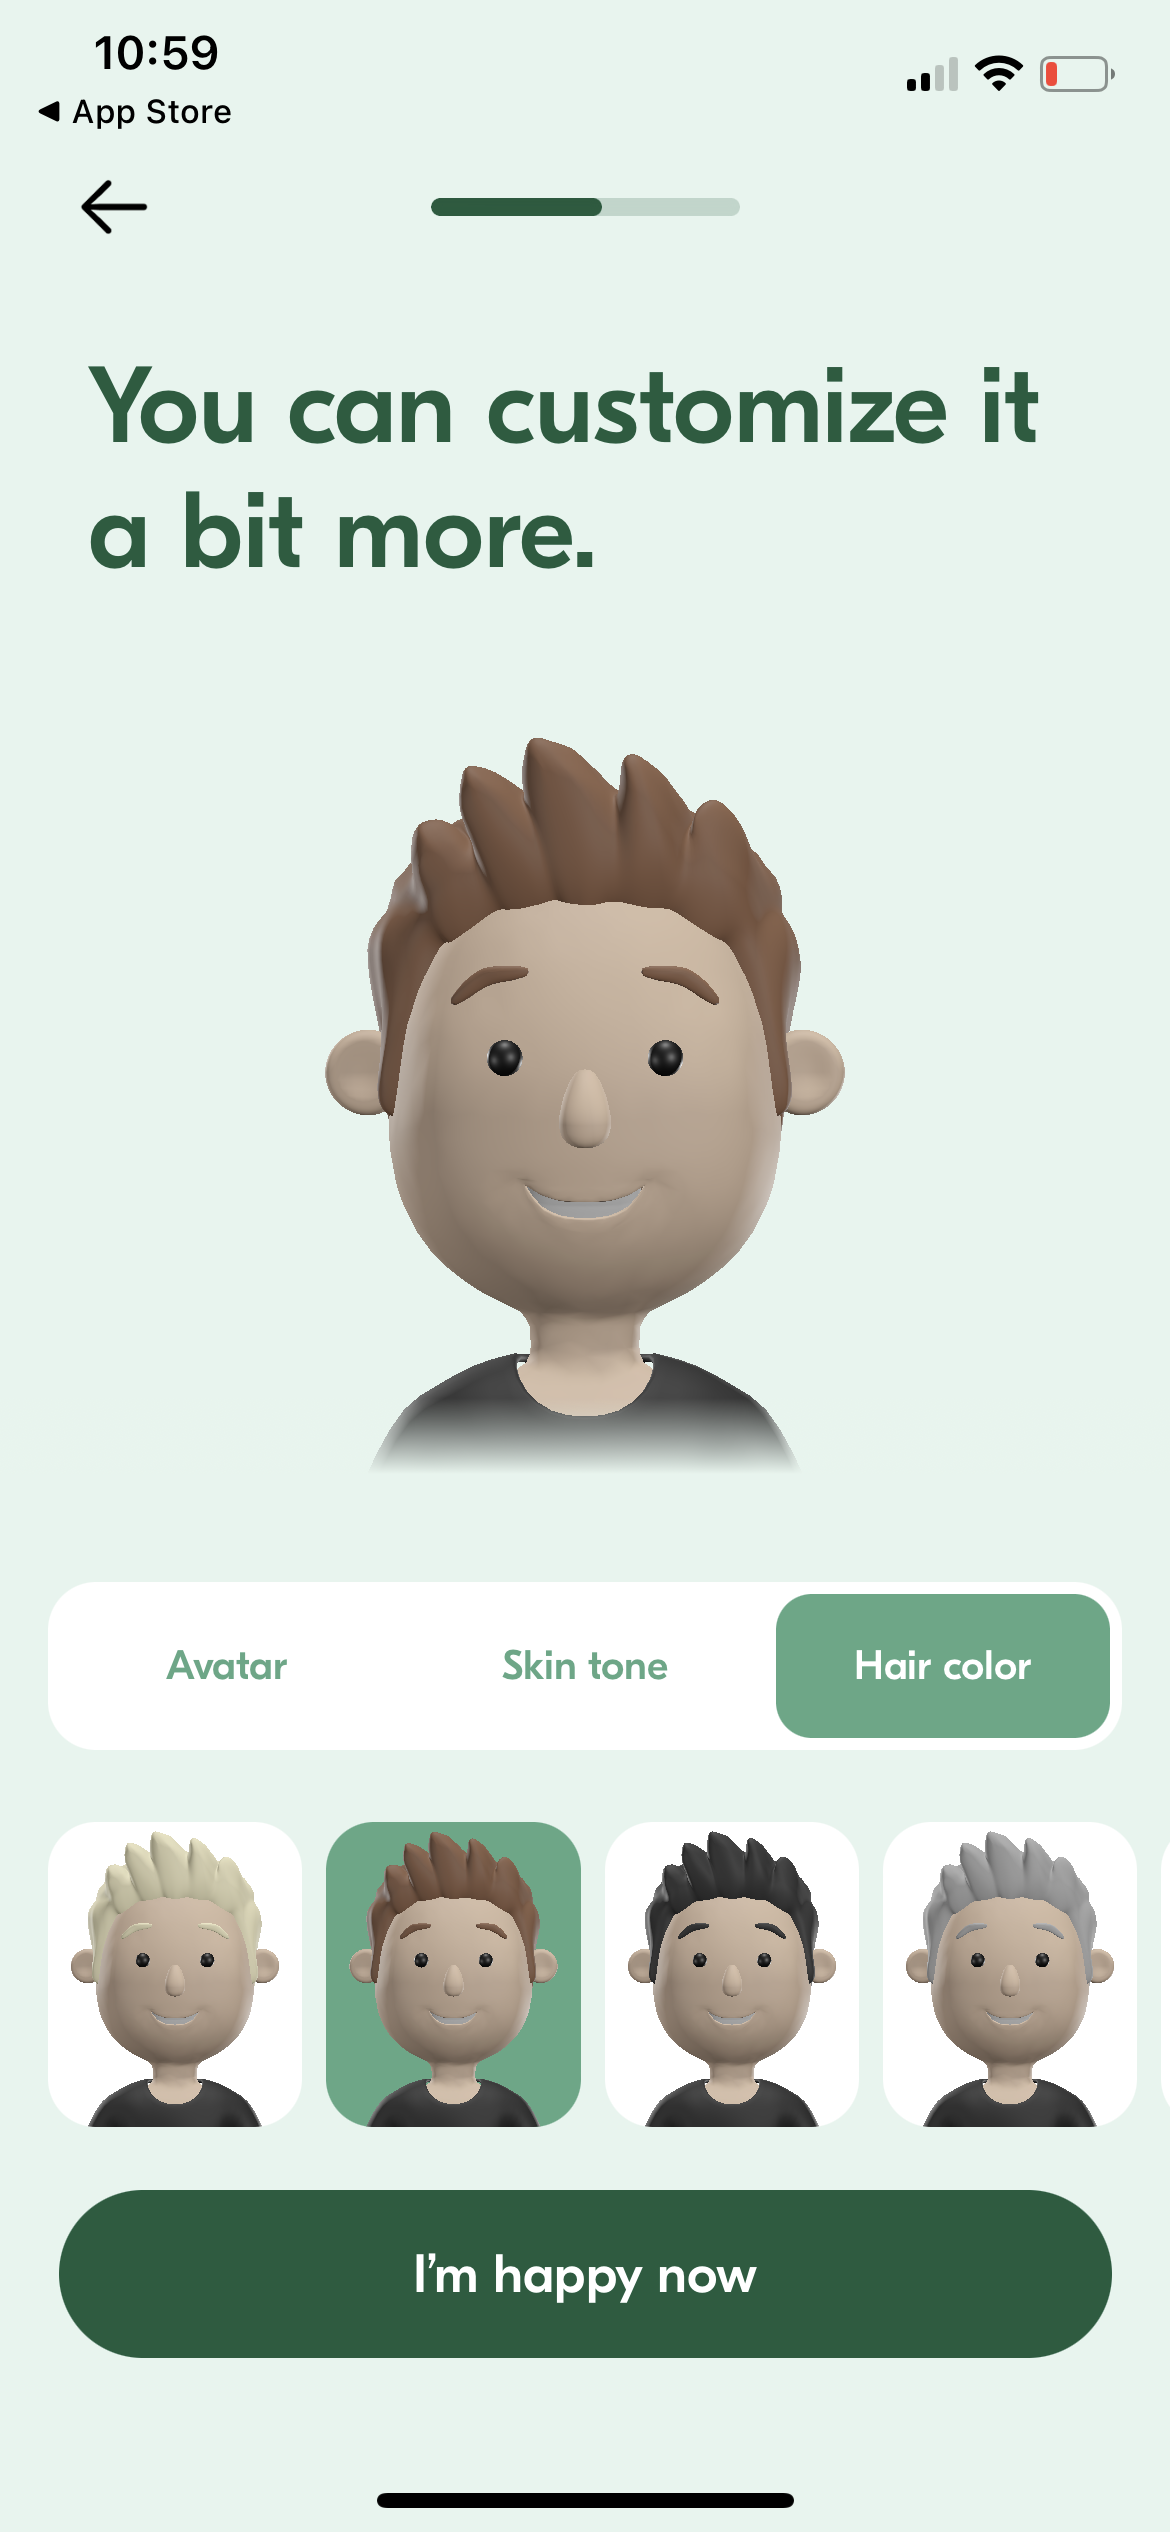 10:59
App Store
You can customize it
a bit more.
Avatar
Skin tone
Hair color
I'm happy now